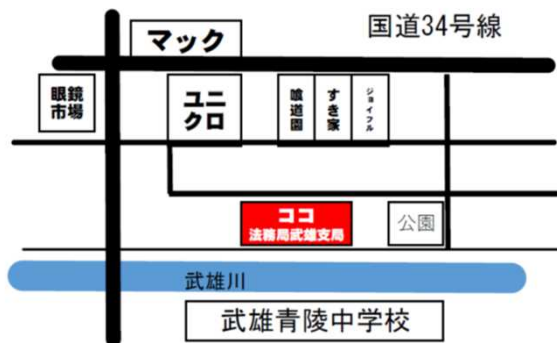 国道34号線
マック
眼鏡
市場
ユニ
クロ
喰道園
すき家
ジョイフル
ココ
法務局武雄支局
公園
武雄川
武雄青陵中学校